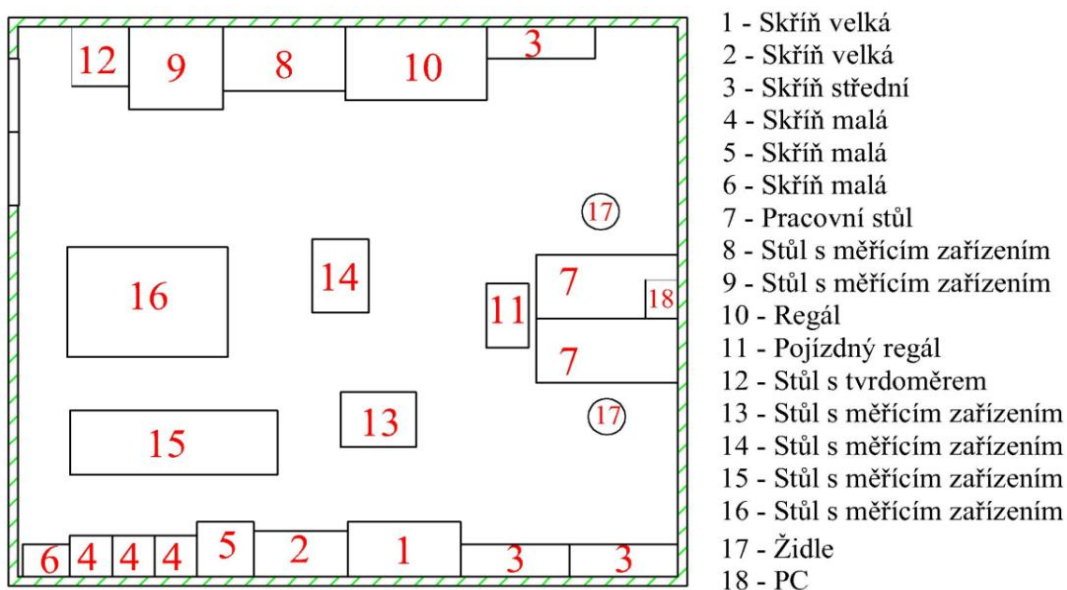 12 9 8 10 3
17
16 14 11 7 18
7
15 13 17
6 4 4 4 5 2 1 3 3
1 - Skříň velká
2 - Skříň velká
3 - Skříň střední
4 - Skříň malá
5 - Skříň malá
6 - Skříň malá
7 - Pracovní stůl
8 - Stůl s měřícím zařízením
9 - Stůl s měřícím zařízením
10 - Regál
11 - Pojízdný regál
12 - Stůl s tvrdoměrem
13 - Stůl s měřícím zařízením
14 - Stůl s měřícím zařízením
15 - Stůl s měřícím zařízením
16 - Stůl s měřícím zařízením
17 - Židle
18 - PC